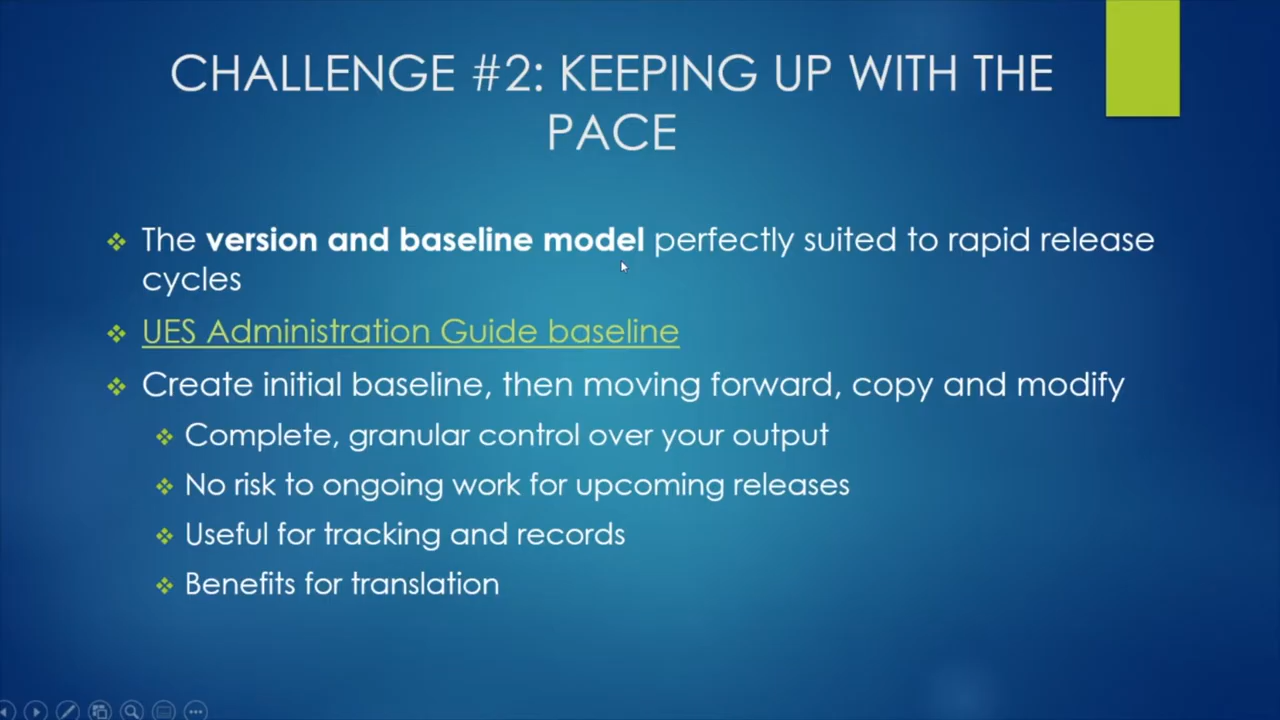 CHALLENGE #2: KEEPING UP WITH THE
PACE
The version and baseline model perfectly suited to rapid release
cycles
UES Administration Guide baseline
Create initial baseline, then moving forward, copy and modify
Complete, granular control over your output
No risk to ongoing work for upcoming releases
Useful for tracking and records
Benefits for translation